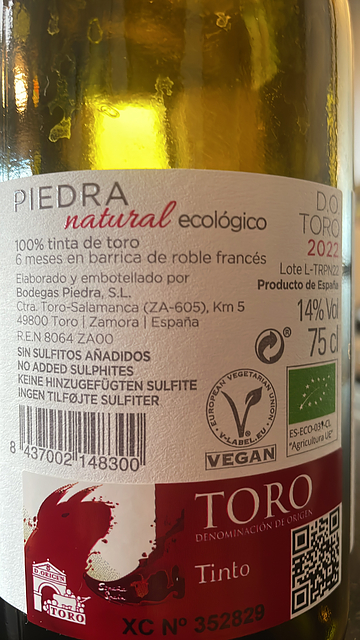 PIEDRA
natural ecológico
100% tinta de toro
6 meses en barrica de roble francés
Elaborado y embotellado por
Bodegas Piedra, S.L.
Ctra. Toro-Salamanca (ZA-605), Km 5
49800 Toro | Zamora | España
R.E.N 8064 ZA00
SIN SULFITOS AÑADIDOS
NO ADDED SULPHITES
KEINE HINZUGEFÜGTEN SULFITE
INGEN TILFØJTE SULFITER
8 437002 148300
D.O.
TORO
2022
Lote L-TRPN22
Producto de España
14% Vol
75 cl
®
EUROPEAN VEGETARIAN UNION
V-LABEL.EU
VEGAN
ES-ECO-031-CL
"Agricultura UE"
TORO
DENOMINACIÓN DE ORIGEN
Tinto
D. ORIGEN
TORO
XC Nº 352829